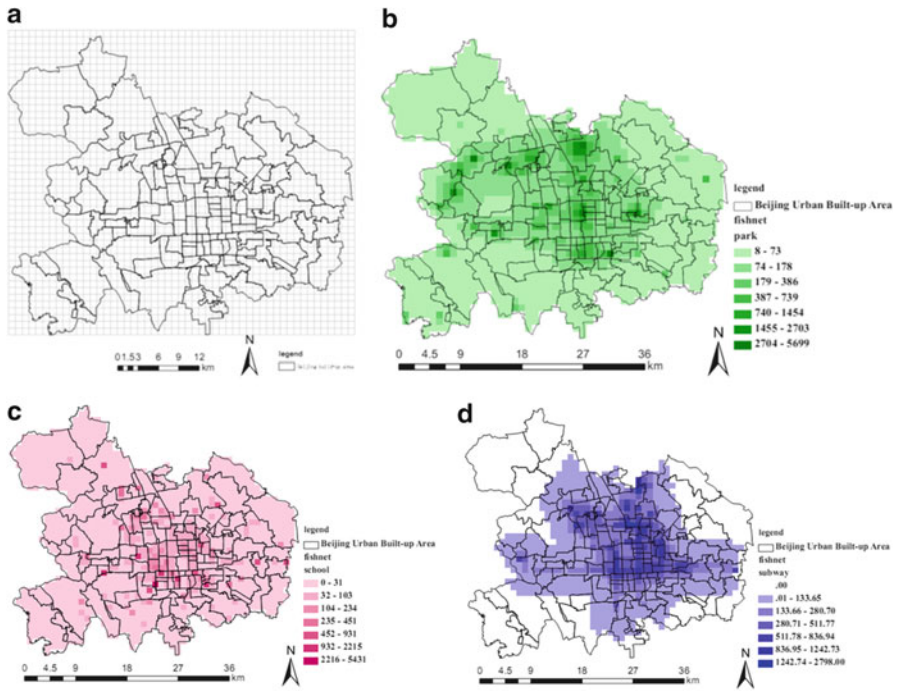 a
N
01.53 6 9 12
km
legend
b
legend
Beijing Urban Built-up Area
fishnet
park
8 - 73
74 - 178
179 - 386
387 - 739
740 - 1454
1455 - 2703
2704 - 5699
N
0 4.5 9 18 27 36
km
c
legend
Beijing Urban Built-up Area
fishnet
school
0 - 31
32 - 103
104 - 234
235 - 451
452 - 931
932 - 2215
2216 - 5431
N
0 4.5 9 18 27 36
km
d
legend
Beijing Urban Built-up Area
fishnet
subway
.00
.01 - 133.65
133.66 - 280.70
280.71 - 511.77
511.78 - 836.94
836.95 - 1242.73
1242.74 - 2798.00
N
0 4.5 9 18 27 36
km